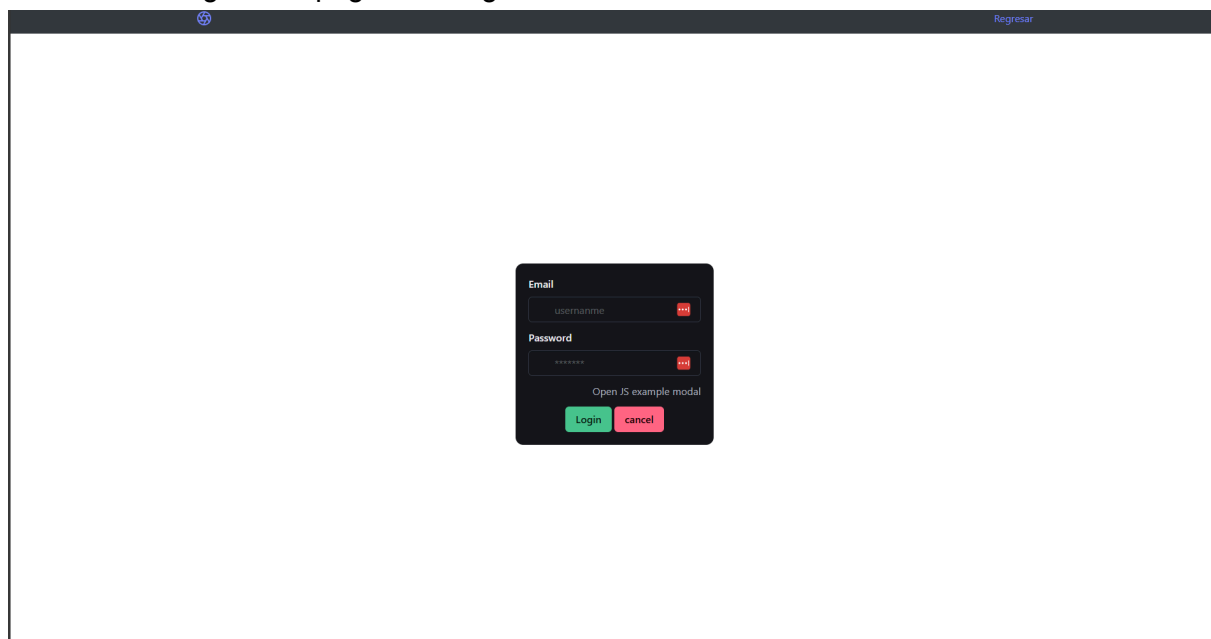 Regresar
Email
usernanme
Password
*******
Open JS example modal
Login cancel